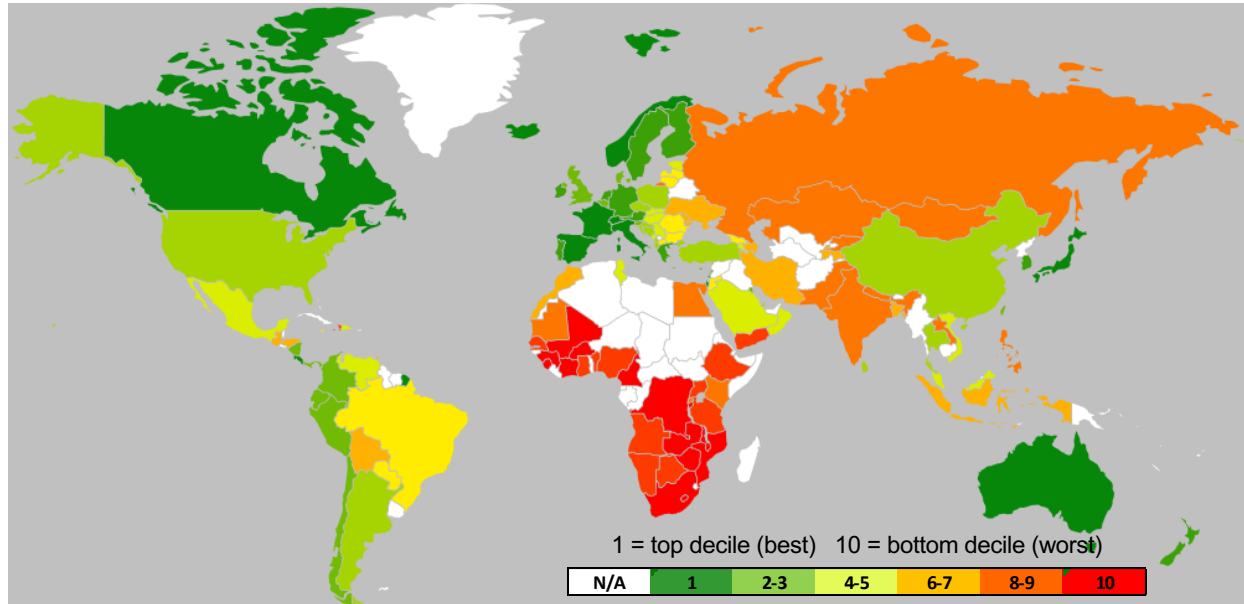 1 = top decile (best) 10 = bottom decile (worst)
N/A 1 2-3 4-5 6-7 8-9 10